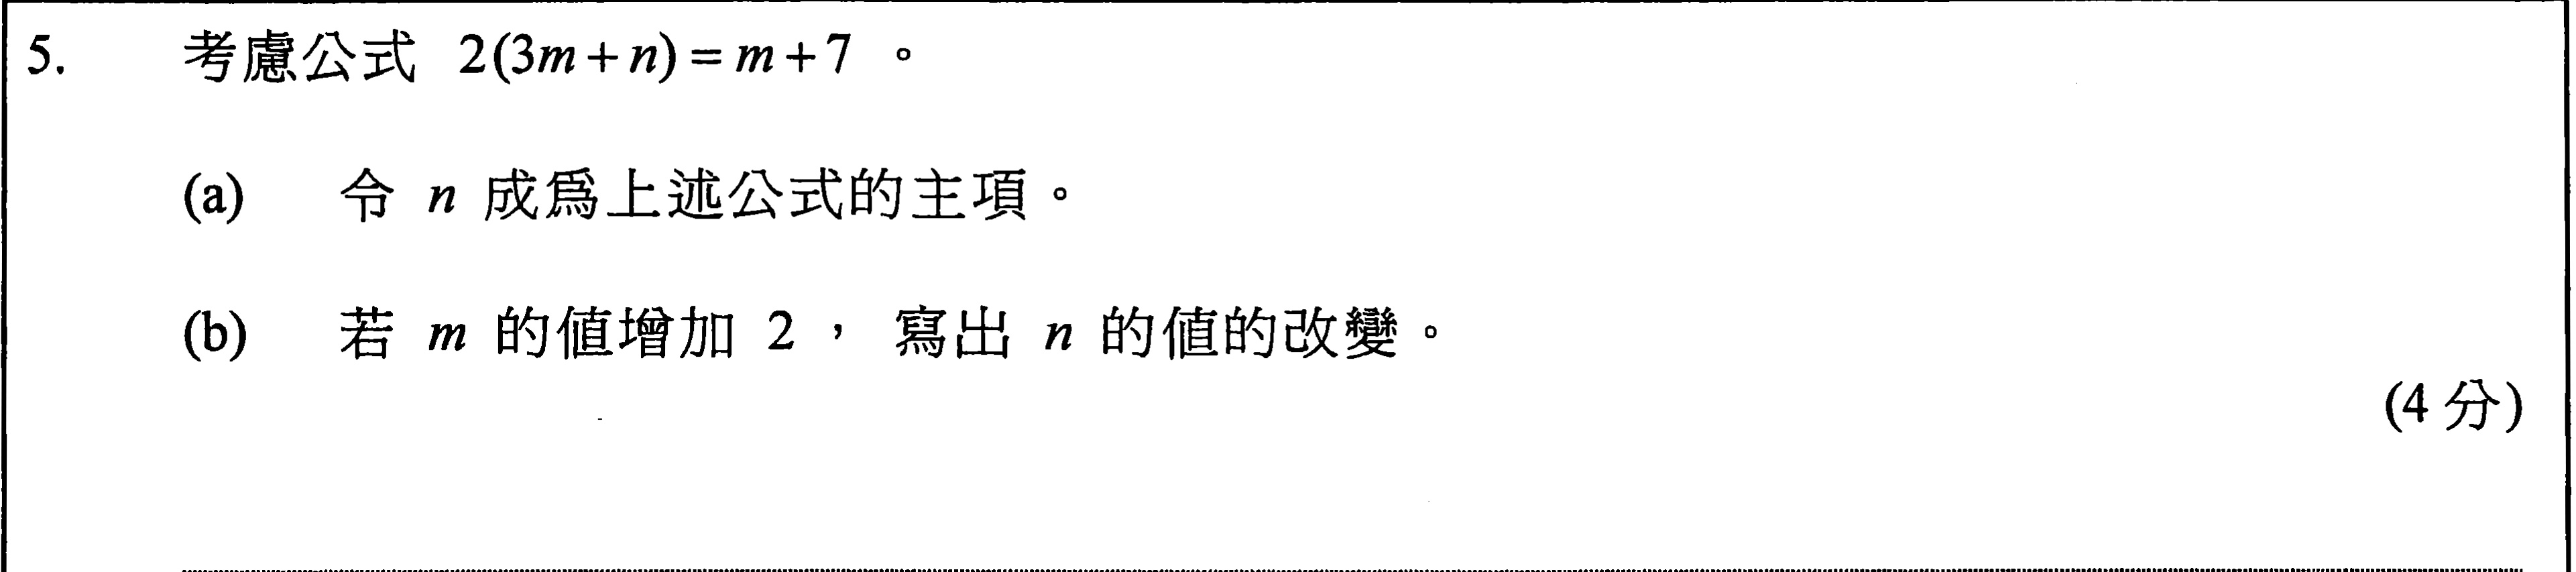 5. 考慮公式 2(3m+n)=m+7 。
(a) 令 n 成爲上述公式的主項。
(b) 若 m 的值增加 2 , 寫出 n 的值的改變。
(4 分)